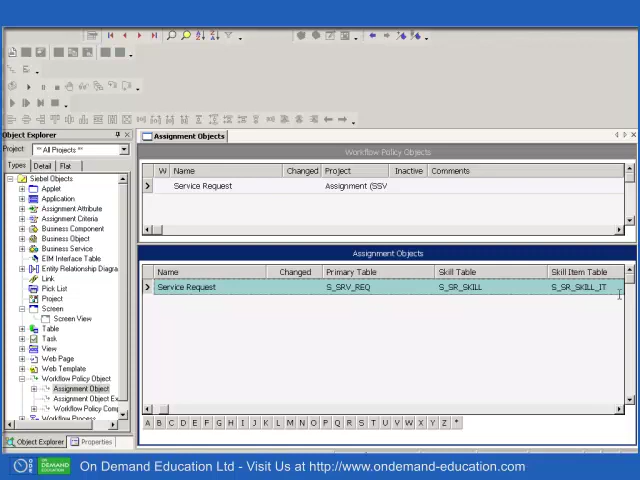 Object Explorer
Project: ** All Projects **
Types Detail Flat
Siebel Objects
Applet
Application
Assignment Attribute
Assignment Criteria
Business Component
Business Object
Business Service
EIM Interface Table
Entity Relationship Diagra
Link
Pick List
Project
Screen
Screen View
Table
Task
View
Web Page
Web Template
Workflow Policy Object
Assignment Object
Assignment Object Ex
Workflow Policy Comp
Workflow Process
Object Explorer Properties
Assignment Objects
Workflow Policy Objects
W Name Changed Project Inactive Comments
Service Request Assignment (SSV
Assignment Objects
Name Changed Primary Table Skill Table Skill Item Table
Service Request S_SRV_REQ S_SR_SKILL S_SR_SKILL_IT
A B C D E F G H I J K L M N O P Q R S T U V W X Y Z *
ODE ON DEMAND EDUCATION On Demand Education Ltd - Visit Us at http://www.ondemand-education.com